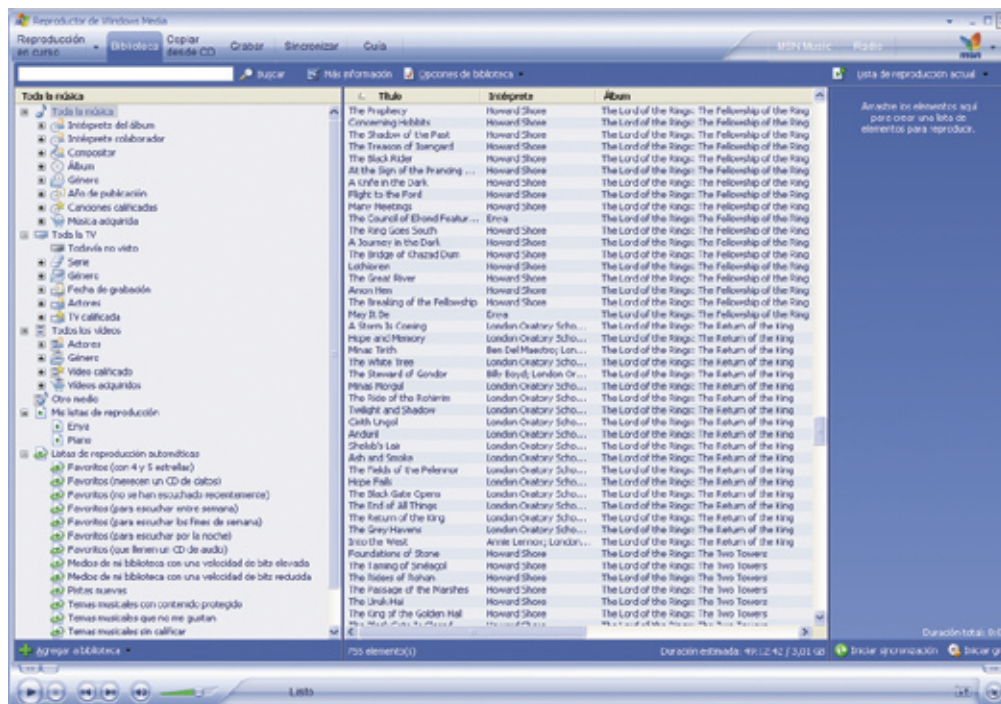 Reproductor de Windows Media
Reproducción en curso
Biblioteca
Copiar desde CD
Grabar
Sincronizar
Guía
MSN Music
Radio
msn
Buscar
Más información
Opciones de biblioteca
Lista de reproducción actual
Toda la música
Toda la música
Intérprete del álbum
Intérprete colaborador
Compositor
Álbum
Género
Año de publicación
Canciones calificadas
Música adquirida
Toda la TV
Todavía no visto
Serie
Género
Fecha de grabación
Actores
TV calificada
Todos los vídeos
Actores
Género
Vídeo calificado
Vídeos adquiridos
Otro medio
Mis listas de reproducción
Enya
Piano
Listas de reproducción automáticas
Favoritos (con 4 y 5 estrellas)
Favoritos (merecen un CD de datos)
Favoritos (no se han escuchado recientemente)
Favoritos (para escuchar entre semana)
Favoritos (para escuchar los fines de semana)
Favoritos (para escuchar por la noche)
Favoritos (que llenen un CD de audio)
Medios de mi biblioteca con una velocidad de bits elevada
Medios de mi biblioteca con una velocidad de bits reducida
Pistas nuevas
Temas musicales con contenido protegido
Temas musicales que no me gustan
Temas musicales sin calificar
Título Intérprete Álbum
The Prophecy Howard Shore The Lord of the Rings: The Fellowship of the Ring
Concerning Hobbits Howard Shore The Lord of the Rings: The Fellowship of the Ring
The Shadow of the Past Howard Shore The Lord of the Rings: The Fellowship of the Ring
The Treason of Isengard Howard Shore The Lord of the Rings: The Fellowship of the Ring
The Black Rider Howard Shore The Lord of the Rings: The Fellowship of the Ring
At the Sign of the Prancing ... Howard Shore The Lord of the Rings: The Fellowship of the Ring
A Knife in the Dark Howard Shore The Lord of the Rings: The Fellowship of the Ring
Flight to the Ford Howard Shore The Lord of the Rings: The Fellowship of the Ring
Many Meetings Howard Shore The Lord of the Rings: The Fellowship of the Ring
The Council of Elrond Featur... Enya The Lord of the Rings: The Fellowship of the Ring
The Ring Goes South Howard Shore The Lord of the Rings: The Fellowship of the Ring
A Journey in the Dark Howard Shore The Lord of the Rings: The Fellowship of the Ring
The Bridge of Khazad Dum Howard Shore The Lord of the Rings: The Fellowship of the Ring
Lothlorien Howard Shore The Lord of the Rings: The Fellowship of the Ring
The Great River Howard Shore The Lord of the Rings: The Fellowship of the Ring
Amon Hen Howard Shore The Lord of the Rings: The Fellowship of the Ring
The Breaking of the Fellowship Howard Shore The Lord of the Rings: The Fellowship of the Ring
May It Be Enya The Lord of the Rings: The Fellowship of the Ring
A Storm Is Coming London Oratory Scho... The Lord of the Rings: The Return of the King
Hope and Memory London Oratory Scho... The Lord of the Rings: The Return of the King
Minas Tirith Ben Del Maestro; Lon... The Lord of the Rings: The Return of the King
The White Tree London Oratory Scho... The Lord of the Rings: The Return of the King
The Steward of Gondor Billy Boyd; London Or... The Lord of the Rings: The Return of the King
Minas Morgul London Oratory Scho... The Lord of the Rings: The Return of the King
The Ride of the Rohirrim London Oratory Scho... The Lord of the Rings: The Return of the King
Twilight and Shadow London Oratory Scho... The Lord of the Rings: The Return of the King
Cirith Ungol London Oratory Scho... The Lord of the Rings: The Return of the King
Anduril London Oratory Scho... The Lord of the Rings: The Return of the King
Shelob's Lair London Oratory Scho... The Lord of the Rings: The Return of the King
Ash and Smoke London Oratory Scho... The Lord of the Rings: The Return of the King
The Fields of the Pelennor London Oratory Scho... The Lord of the Rings: The Return of the King
Hope Fails London Oratory Scho... The Lord of the Rings: The Return of the King
The Black Gate Opens London Oratory Scho... The Lord of the Rings: The Return of the King
The End of All Things London Oratory Scho... The Lord of the Rings: The Return of the King
The Return of the King London Oratory Scho... The Lord of the Rings: The Return of the King
The Grey Havens London Oratory Scho... The Lord of the Rings: The Return of the King
Into the West Annie Lennox; London... The Lord of the Rings: The Return of the King
Foundations of Stone Howard Shore The Lord of the Rings: The Two Towers
The Taming of Sméagol Howard Shore The Lord of the Rings: The Two Towers
The Riders of Rohan Howard Shore The Lord of the Rings: The Two Towers
The Passage of the Marshes Howard Shore The Lord of the Rings: The Two Towers
The Uruk-Hai Howard Shore The Lord of the Rings: The Two Towers
The King of the Golden Hall Howard Shore The Lord of the Rings: The Two Towers
The Black Gate Is Closed Howard Shore The Lord of the Rings: The Two Towers
Arrastre los elementos aquí
para crear una lista de
elementos para reproducir.
Duración total: 0:0
Agregar a biblioteca
755 elemento(s)
Duración estimada: 49:12:42 / 3,01 GB
Iniciar sincronización
Iniciar gr
Listo